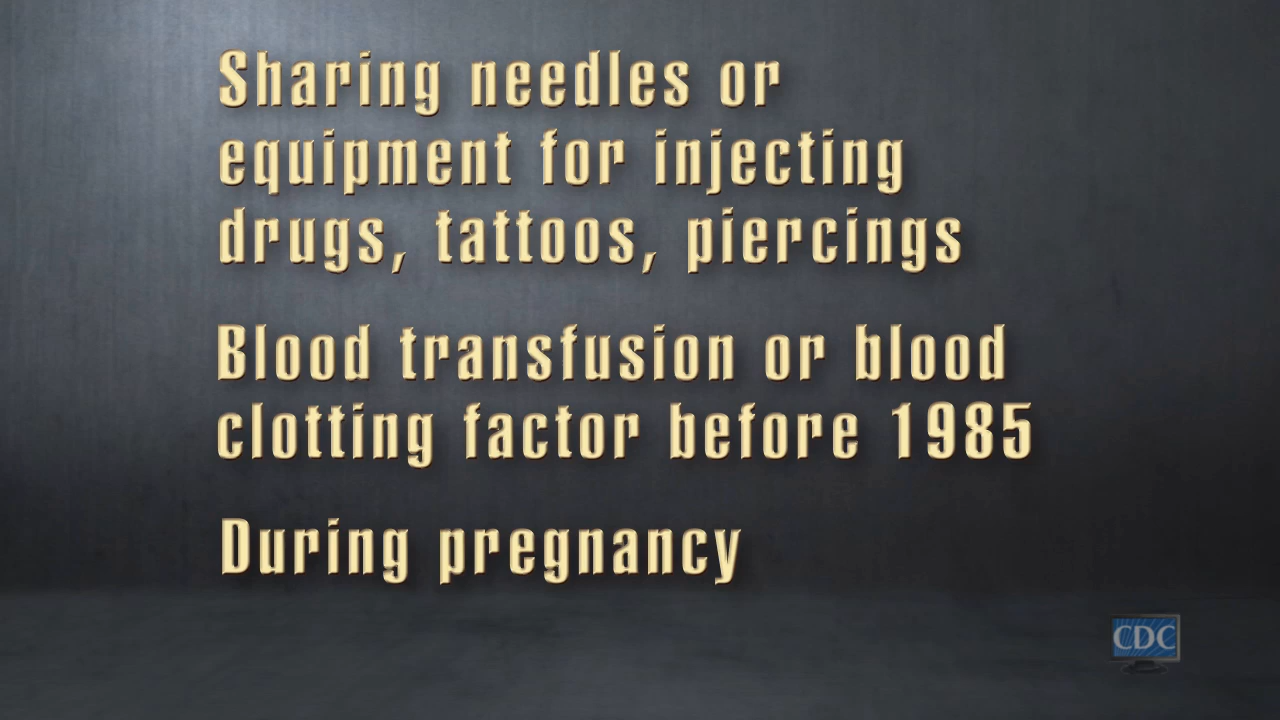 Sharing needles or
equipment for injecting
drugs, tattoos, piercings
Blood transfusion or blood
clotting factor before 1985
During pregnancy
CDC